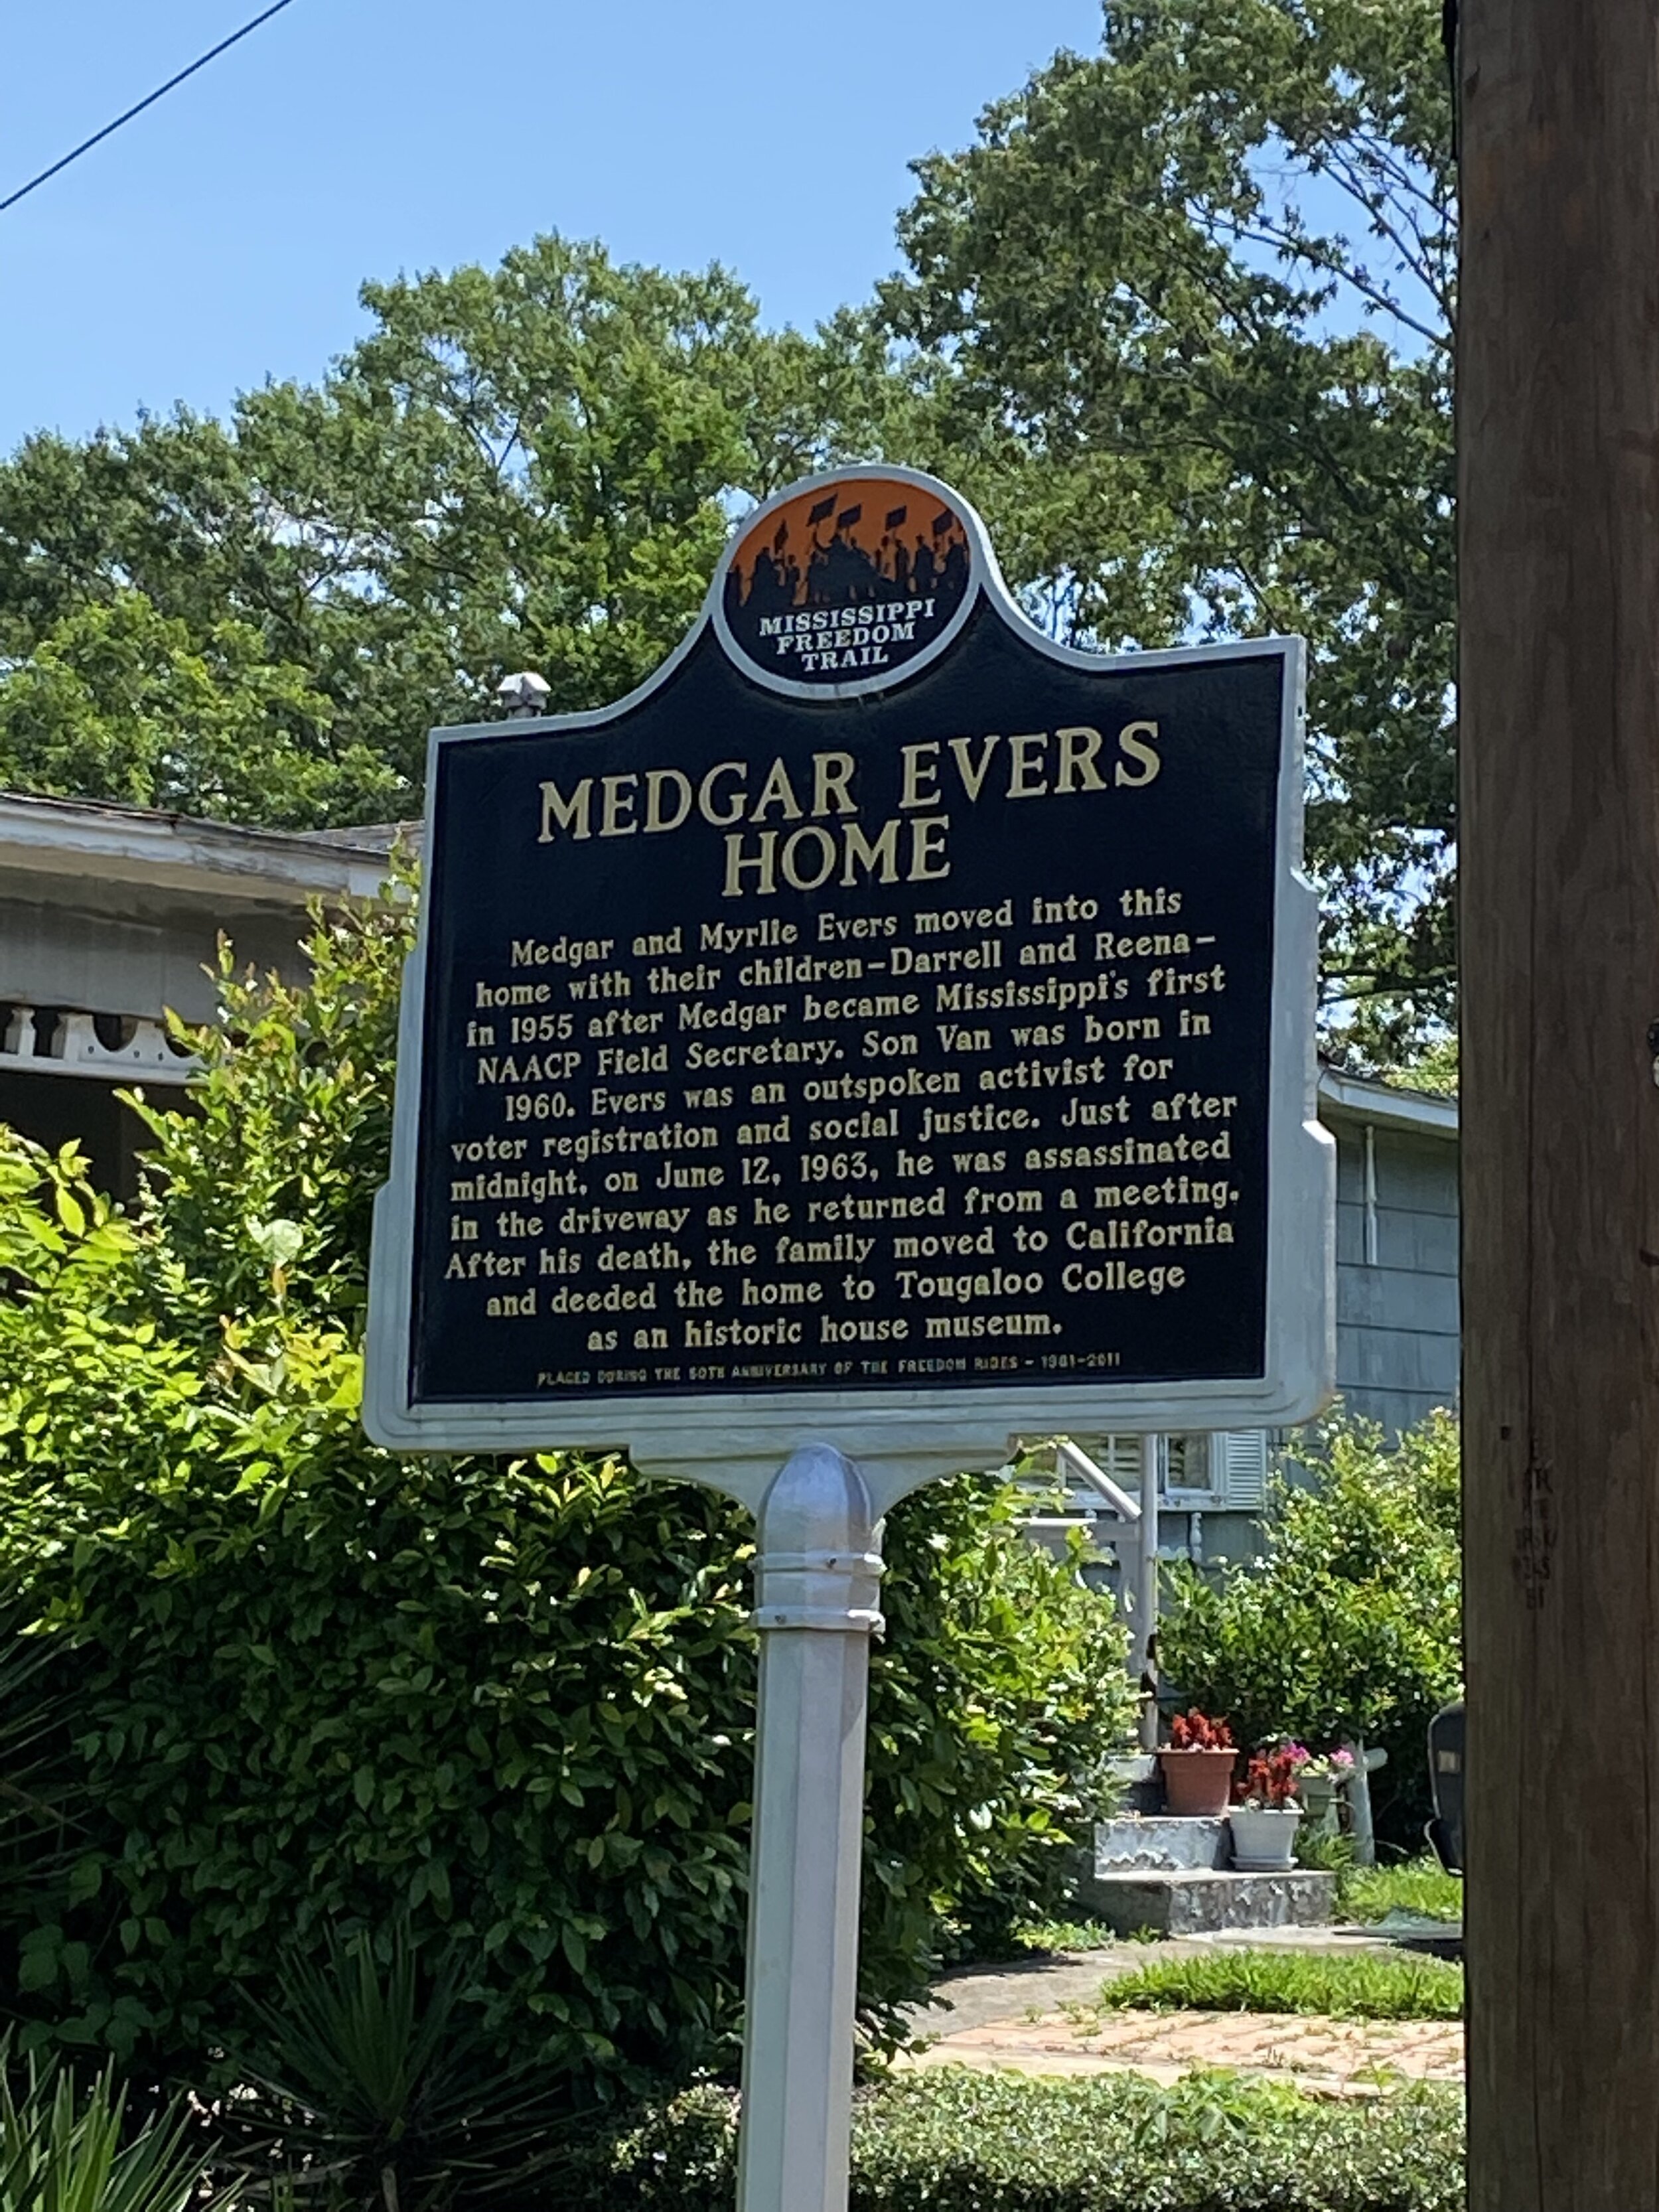 MISSISSIPPI
FREEDOM
TRAIL
MEDGAR EVERS
HOME
Medgar and Myrlie Evers moved into this
home with their children–Darrell and Reena–
in 1955 after Medgar became Mississippi's first
NAACP Field Secretary. Son Van was born in
1960. Evers was an outspoken activist for
voter registration and social justice. Just after
midnight, on June 12, 1963, he was assassinated
in the driveway as he returned from a meeting.
After his death, the family moved to California
and deeded the home to Tougaloo College
as an historic house museum.
PLACED DURING THE 50TH ANNIVERSARY OF THE FREEDOM RIDES – 1961–2011